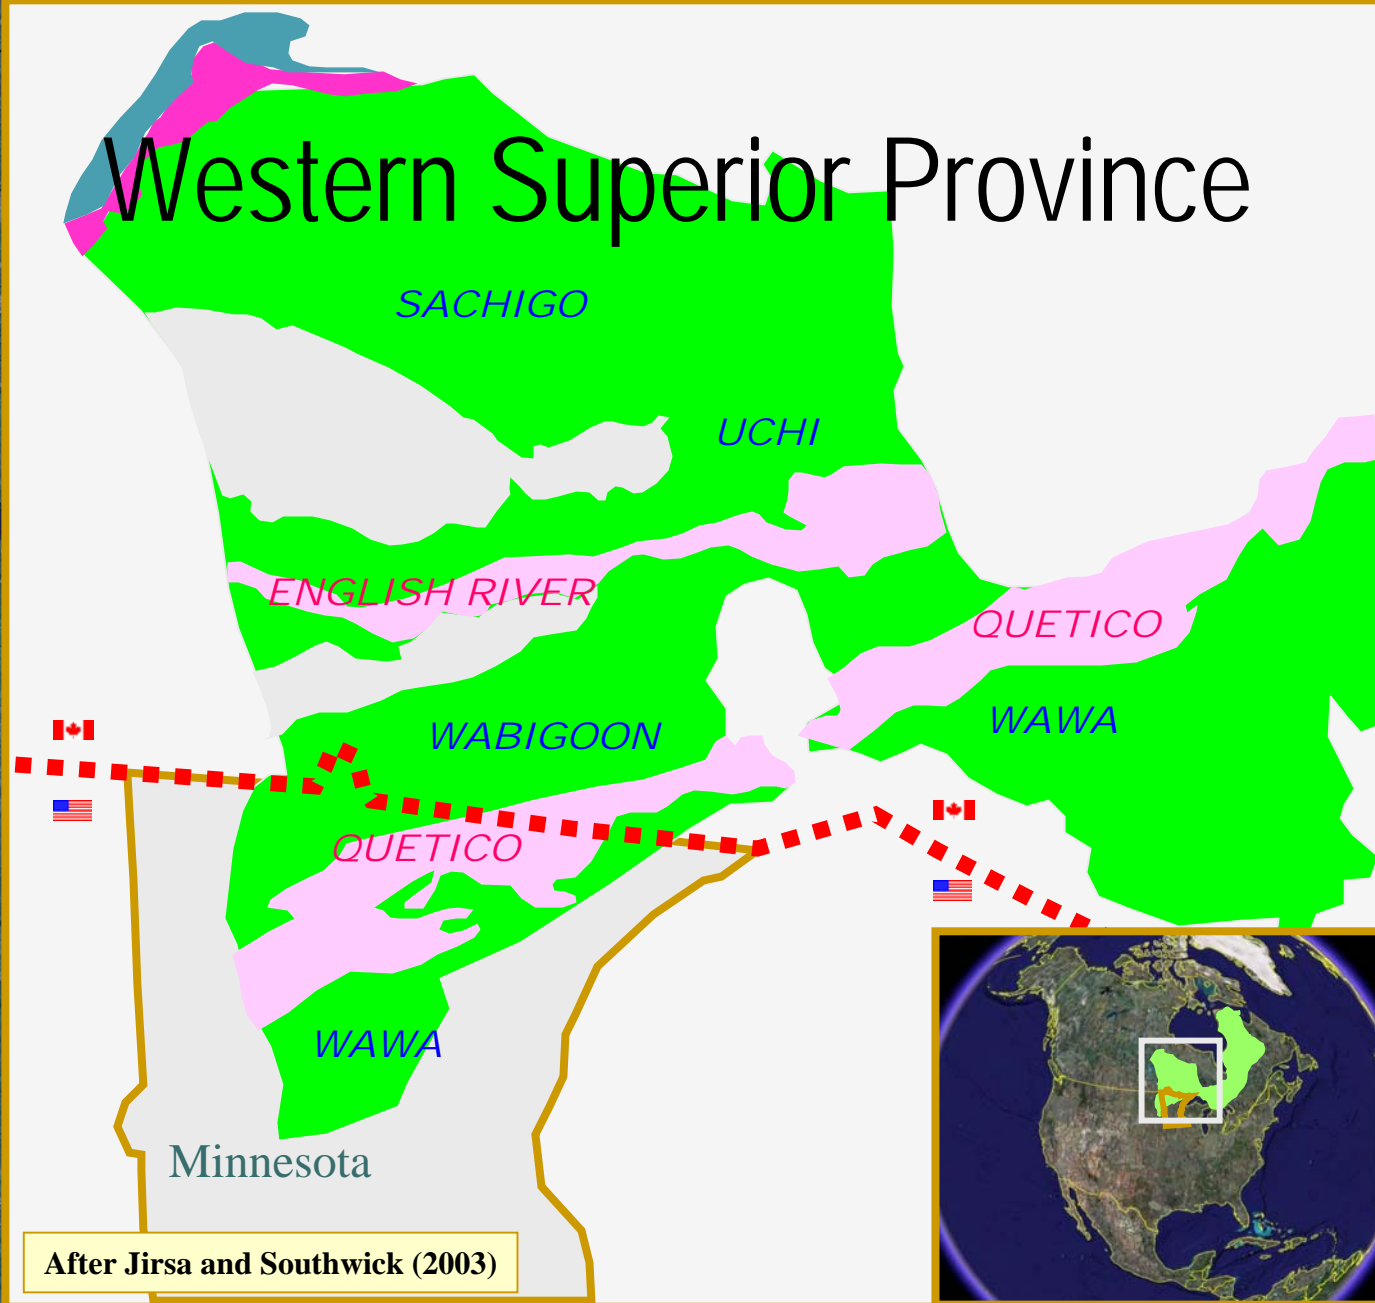 Western Superior Province
SACHIGO
UCHI
ENGLISH RIVER
QUETICO
WAWA
WABIGOON
QUETICO
WAWA
Minnesota
After Jirsa and Southwick (2003)